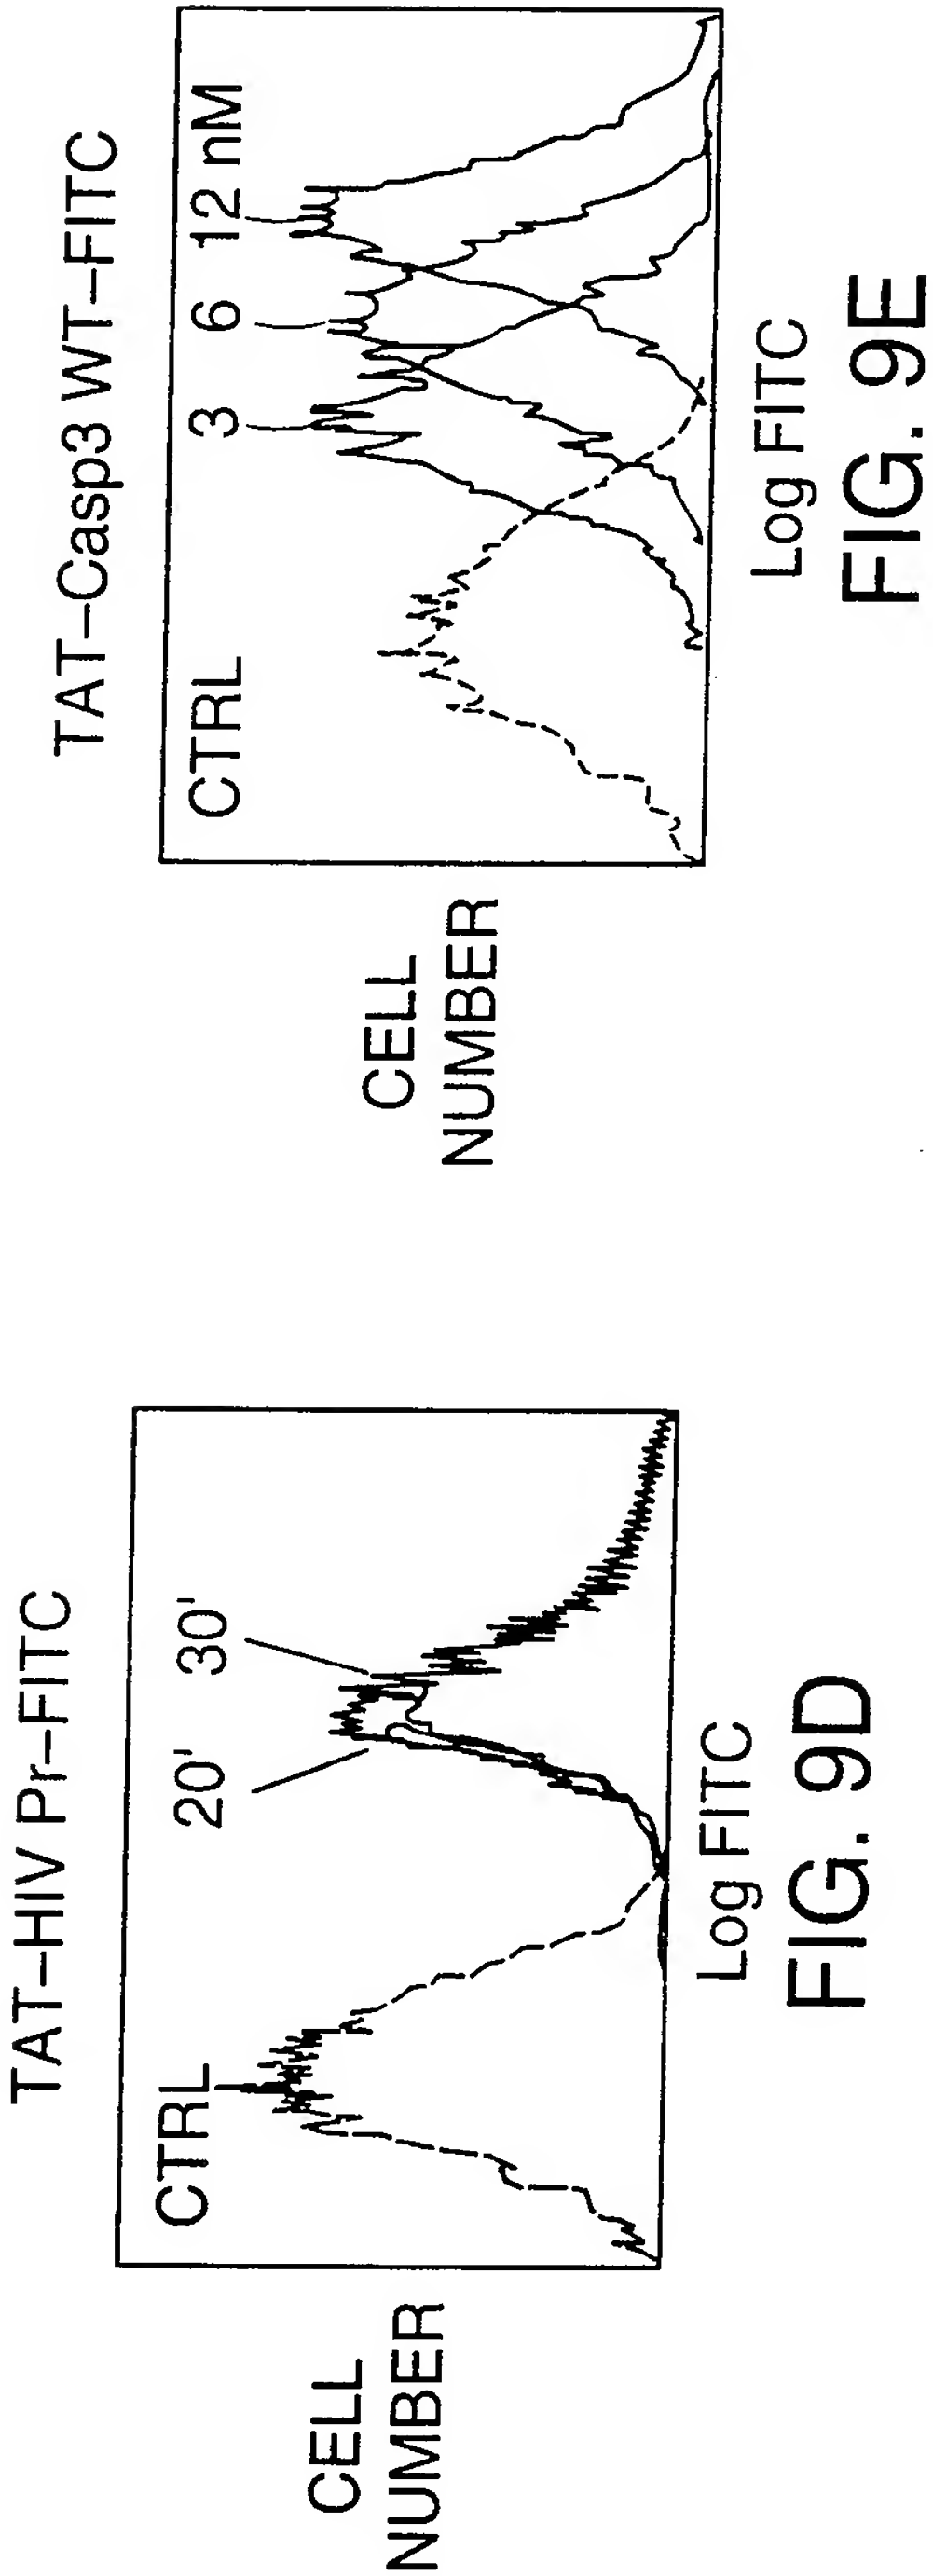 TAT–HIV Pr–FITC
CTRL
20'
30'
CELL
NUMBER
Log FITC
FIG. 9D
TAT–Casp3 WT–FITC
CTRL
3
6
12 nM
CELL
NUMBER
Log FITC
FIG. 9E